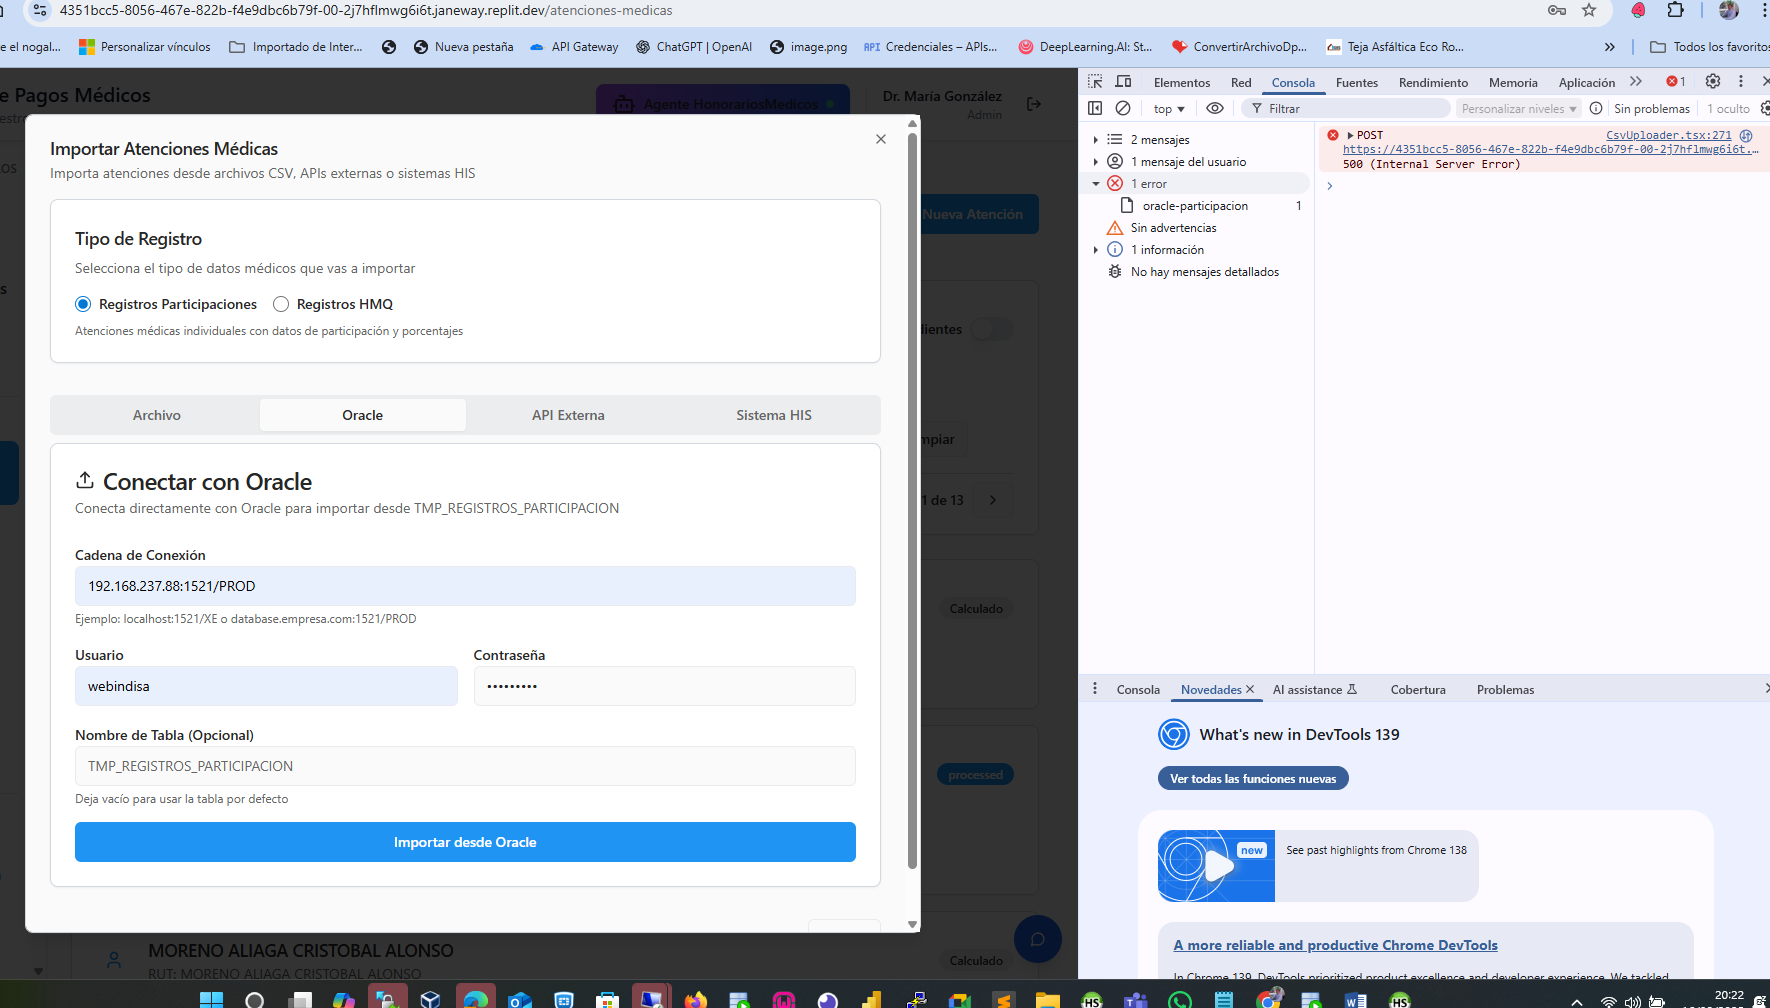 4351bcc5-8056-467e-822b-f4e9dbc6b79f-00-2j7hflmwg6i6t.janeway.replit.dev/atenciones-medicas
e el nogal... Personalizar vínculos Importado de Inter... Nueva pestaña API Gateway ChatGPT | OpenAI image.png API Credenciales – APIs... DeepLearning.AI: St... ConvertirArchivoDp... Teja Asfáltica Eco Ro... » Todos los favoritos
e Pagos Médicos
Agente HonorariosMedicos
Dr. María González
Admin
Importar Atenciones Médicas
Importa atenciones desde archivos CSV, APIs externas o sistemas HIS
Tipo de Registro
Selecciona el tipo de datos médicos que vas a importar
Registros Participaciones Registros HMQ
Atenciones médicas individuales con datos de participación y porcentajes
Archivo Oracle API Externa Sistema HIS
Conectar con Oracle
Conecta directamente con Oracle para importar desde TMP_REGISTROS_PARTICIPACION
Cadena de Conexión
192.168.237.88:1521/PROD
Ejemplo: localhost:1521/XE o database.empresa.com:1521/PROD
Usuario Contraseña
webindisa •••••••••
Nombre de Tabla (Opcional)
TMP_REGISTROS_PARTICIPACION
Deja vacío para usar la tabla por defecto
Importar desde Oracle
Nueva Atención
dientes
mpiar
1 de 13
Calculado
processed
MORENO ALIAGA CRISTOBAL ALONSO
RUT: MORENO ALIAGA CRISTOBAL ALONSO
Calculado
Elementos Red Consola Fuentes Rendimiento Memoria Aplicación » 1
top Filtrar Personalizar niveles Sin problemas 1 oculto
2 mensajes
1 mensaje del usuario
1 error
oracle-participacion 1
Sin advertencias
1 información
No hay mensajes detallados
POST CsvUploader.tsx:271
https://4351bcc5-8056-467e-822b-f4e9dbc6b79f-00-2j7hflmwg6i6t...
500 (Internal Server Error)
Consola Novedades AI assistance Cobertura Problemas
What's new in DevTools 139
Ver todas las funciones nuevas
new
See past highlights from Chrome 138
A more reliable and productive Chrome DevTools
In Chrome 139, DevTools prioritized product excellence and developer experience. We tackled
20:22